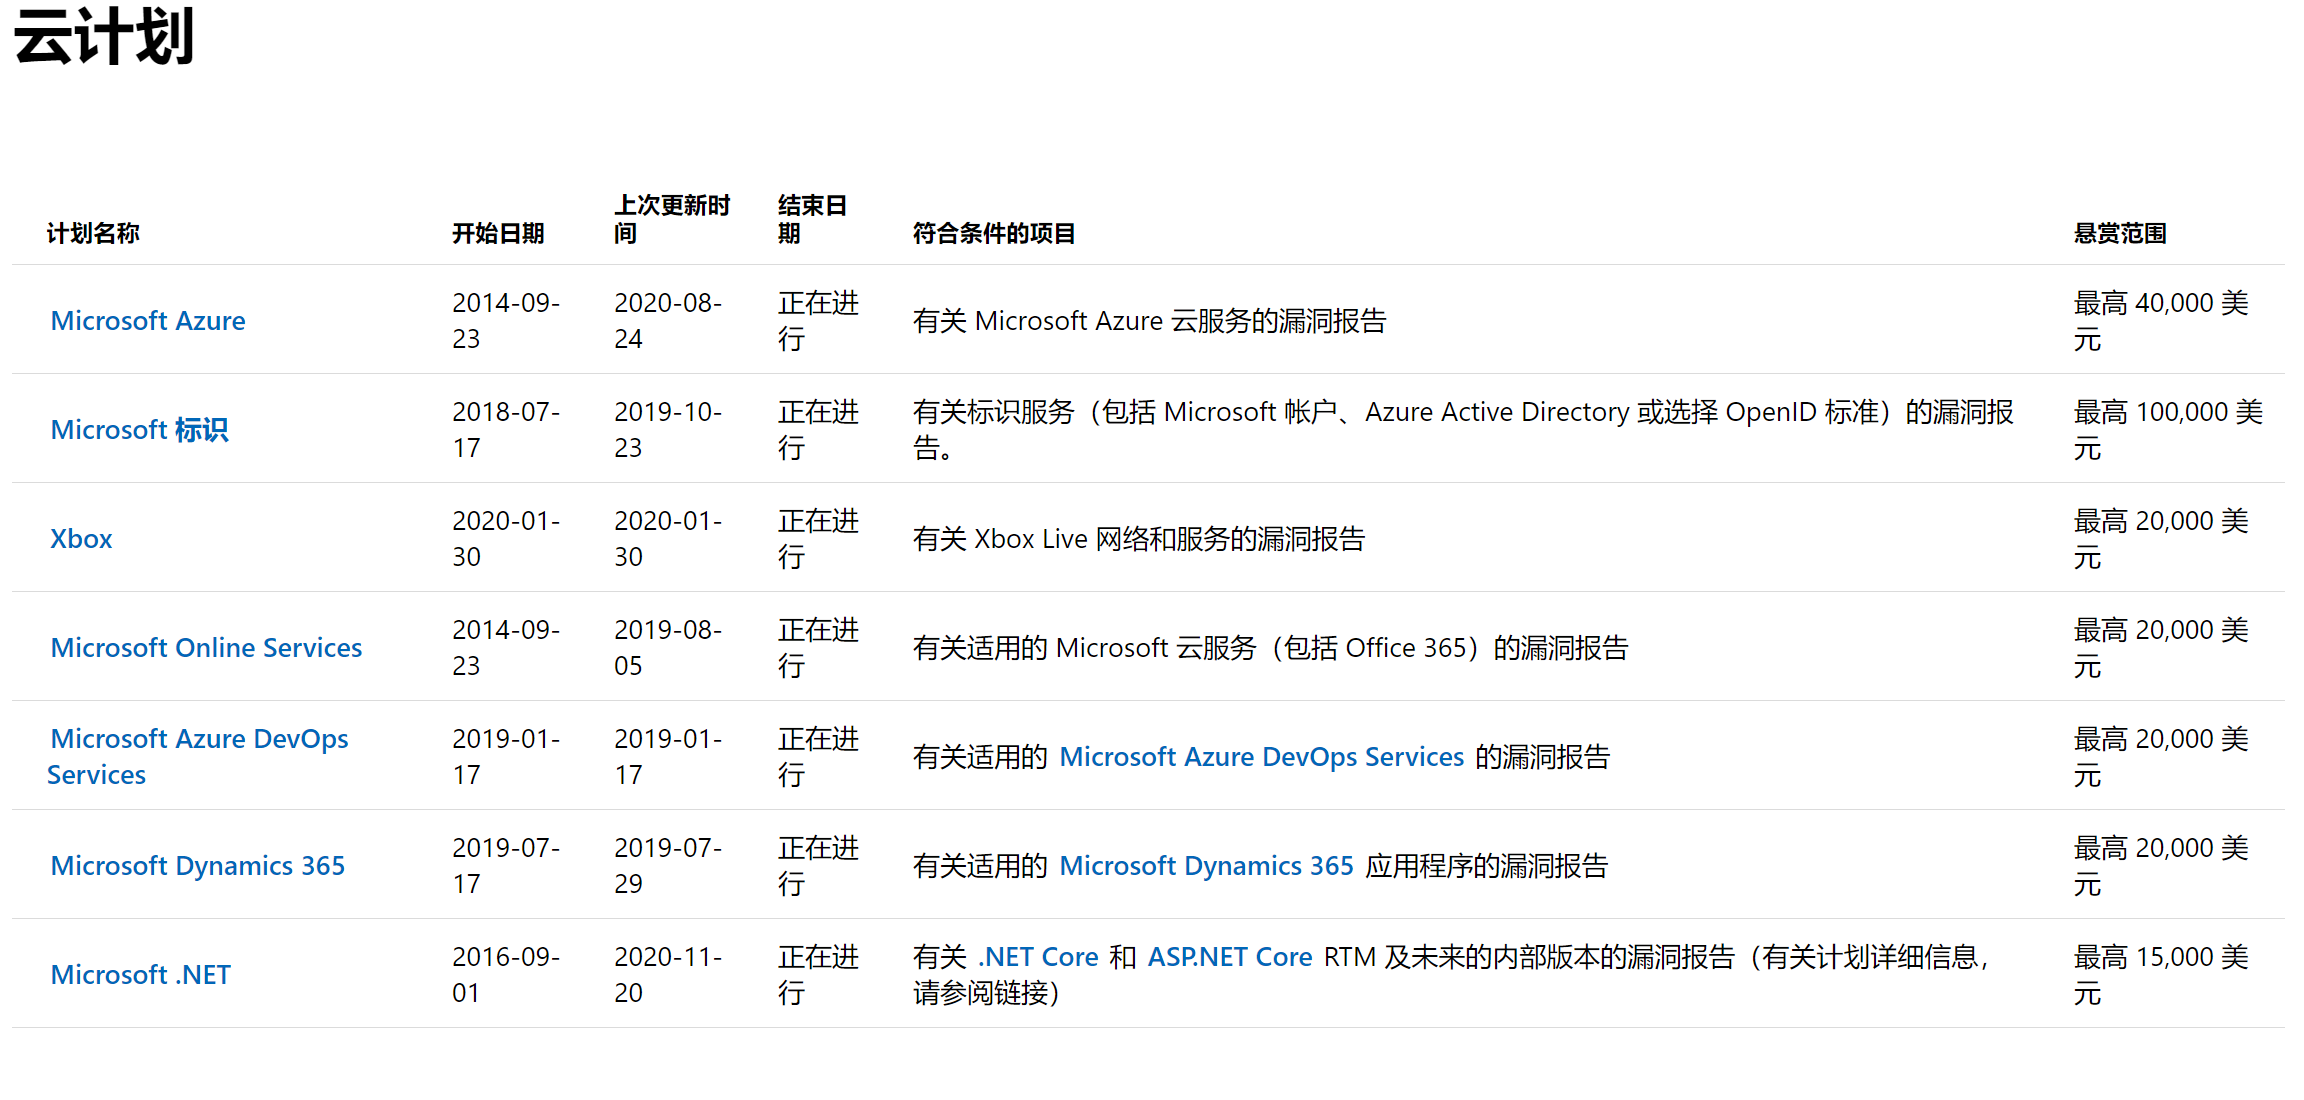 云计划
计划名称 开始日期 上次更新时间 结束日期 符合条件的项目 悬赏范围
Microsoft Azure 2014-09-23 2020-08-24 正在进行 有关 Microsoft Azure 云服务的漏洞报告 最高 40,000 美元
Microsoft 标识 2018-07-17 2019-10-23 正在进行 有关标识服务（包括 Microsoft 帐户、Azure Active Directory 或选择 OpenID 标准）的漏洞报告。 最高 100,000 美元
Xbox 2020-01-30 2020-01-30 正在进行 有关 Xbox Live 网络和服务的漏洞报告 最高 20,000 美元
Microsoft Online Services 2014-09-23 2019-08-05 正在进行 有关适用的 Microsoft 云服务（包括 Office 365）的漏洞报告 最高 20,000 美元
Microsoft Azure DevOps Services 2019-01-17 2019-01-17 正在进行 有关适用的 Microsoft Azure DevOps Services 的漏洞报告 最高 20,000 美元
Microsoft Dynamics 365 2019-07-17 2019-07-29 正在进行 有关适用的 Microsoft Dynamics 365 应用程序的漏洞报告 最高 20,000 美元
Microsoft .NET 2016-09-01 2020-11-20 正在进行 有关 .NET Core 和 ASP.NET Core RTM 及未来的内部版本的漏洞报告（有关计划详细信息，请参阅链接） 最高 15,000 美元